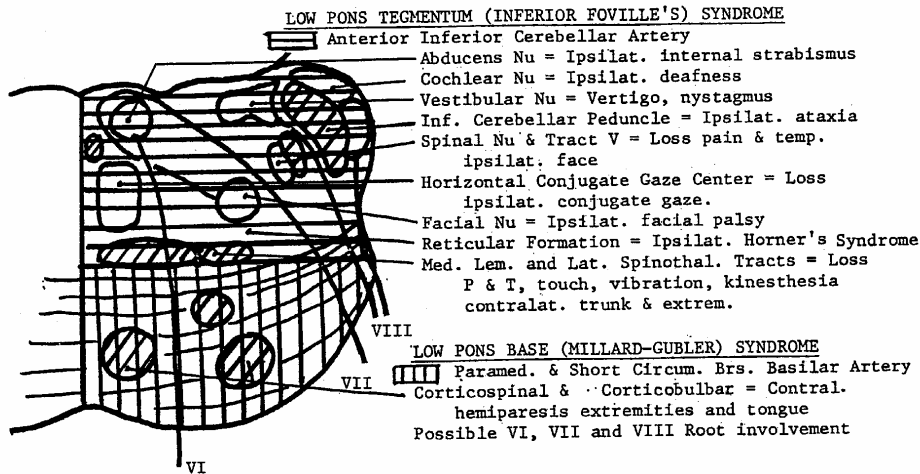 LOW PONS TEGMENTUM (INFERIOR FOVILLE'S) SYNDROME
Anterior Inferior Cerebellar Artery
Abducens Nu = Ipsilat. internal strabismus
Cochlear Nu = Ipsilat. deafness
Vestibular Nu = Vertigo, nystagmus
Inf. Cerebellar Peduncle = Ipsilat. ataxia
Spinal Nu & Tract V = Loss pain & temp.
ipsilat. face
Horizontal Conjugate Gaze Center = Loss
ipsilat. conjugate gaze.
Facial Nu = Ipsilat. facial palsy
Reticular Formation = Ipsilat. Horner's Syndrome
Med. Lem. and Lat. Spinothal. Tracts = Loss
P & T, touch, vibration, kinesthesia
contralat. trunk & extrem.
VIII
VII
VI
LOW PONS BASE (MILLARD-GUBLER) SYNDROME
Paramed. & Short Circum. Brs. Basilar Artery
Corticospinal & Corticobulbar = Contral.
hemiparesis extremities and tongue
Possible VI, VII and VIII Root involvement